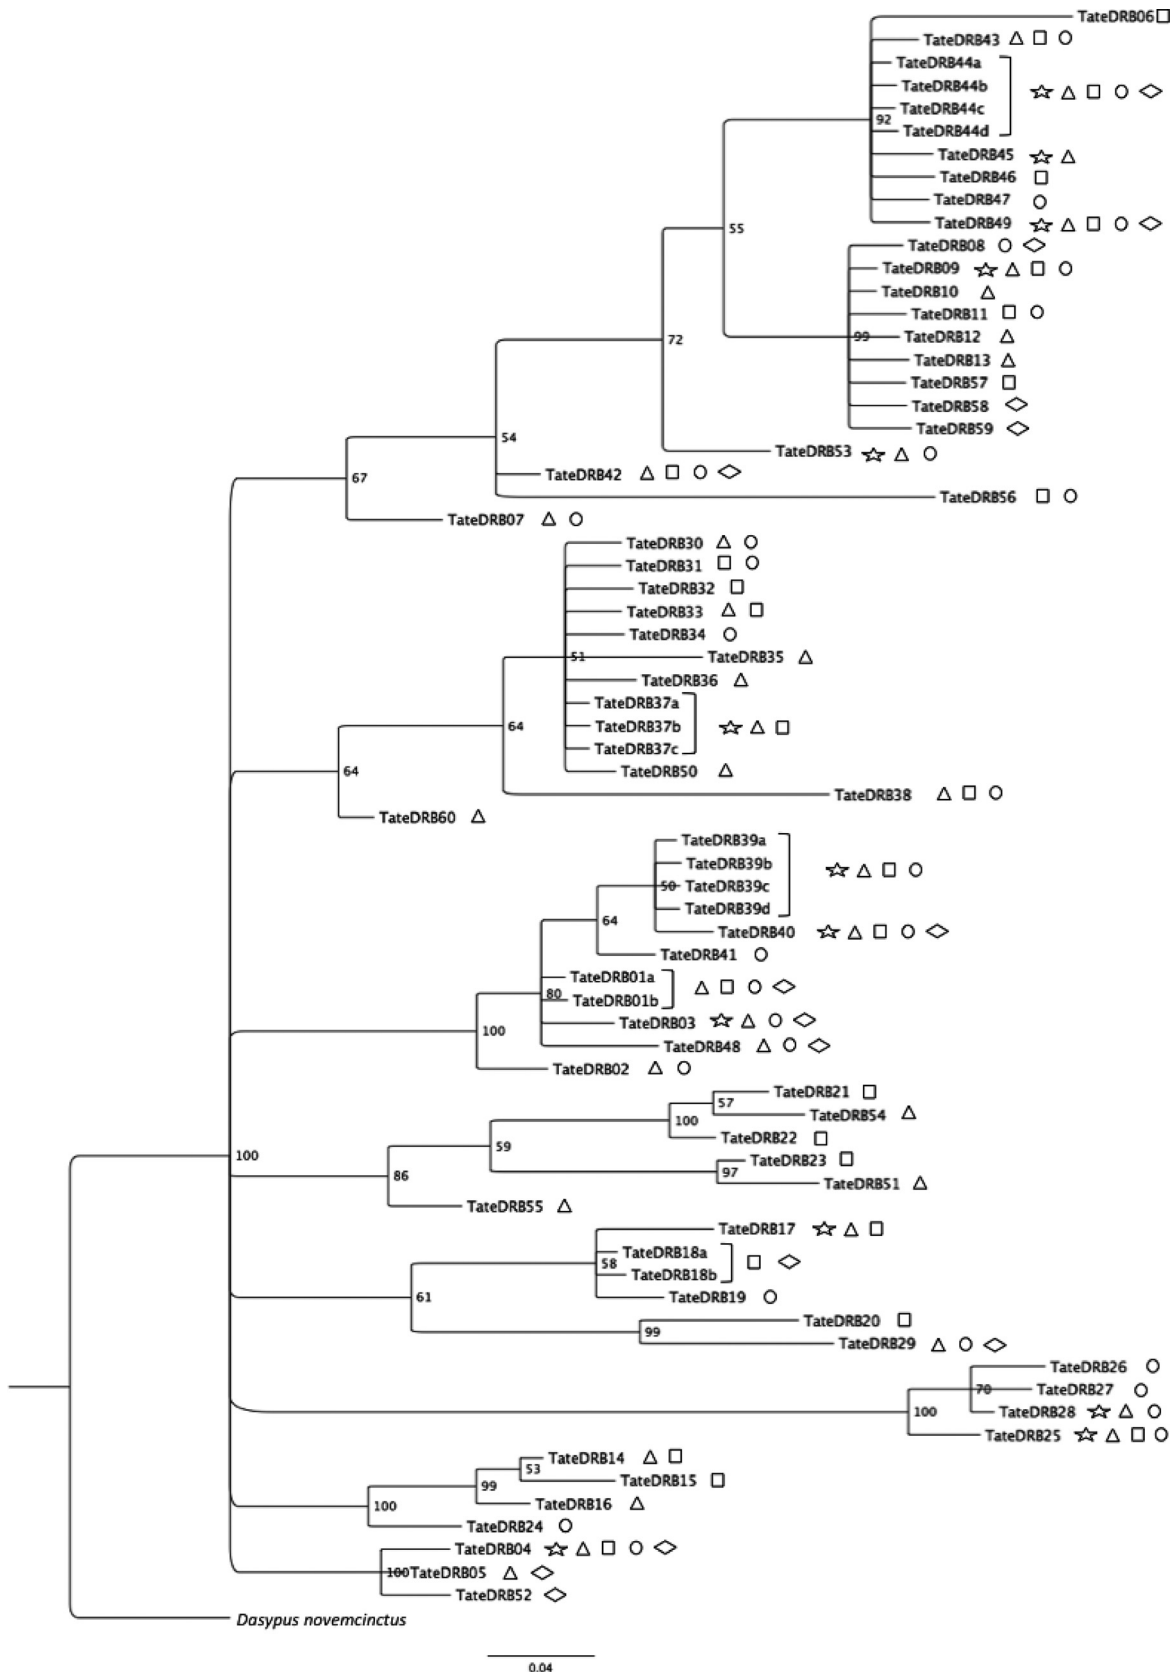 TateDRB06
TateDRB43
TateDRB44a
TateDRB44b
TateDRB44c
92
TateDRB44d
TateDRB45
TateDRB46
TateDRB47
TateDRB49
55
TateDRB08
TateDRB09
TateDRB10
TateDRB11
99
TateDRB12
72
TateDRB13
TateDRB57
TateDRB58
TateDRB59
54
TateDRB53
TateDRB42
67
TateDRB56
TateDRB07
TateDRB30
TateDRB31
TateDRB32
TateDRB33
TateDRB34
51
TateDRB35
TateDRB36
TateDRB37a
64
TateDRB37b
TateDRB37c
64
TateDRB50
TateDRB38
TateDRB60
TateDRB39a
TateDRB39b
50
TateDRB39c
TateDRB39d
64
TateDRB40
TateDRB41
TateDRB01a
80
TateDRB01b
TateDRB03
100
TateDRB48
TateDRB02
TateDRB21
57
TateDRB54
100
TateDRB22
59
TateDRB23
100
97
86
TateDRB51
TateDRB55
TateDRB17
TateDRB18a
58
TateDRB18b
61
TateDRB19
TateDRB20
99
TateDRB29
TateDRB26
70
TateDRB27
100
TateDRB28
TateDRB25
TateDRB14
53
TateDRB15
99
TateDRB16
100
TateDRB24
TateDRB04
100
TateDRB05
TateDRB52
Dasypus novemcinctus
0.04